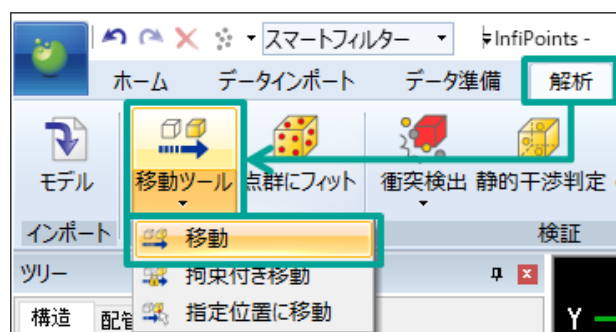 スマートフィルター InfiPoints -
ホーム データインポート データ準備 解析
モデル 移動ツール 点群にフィット 衝突検出 静的干渉判定
インポート 検証
移動
ツリー 拘束付き移動
構造 指定位置に移動 Y